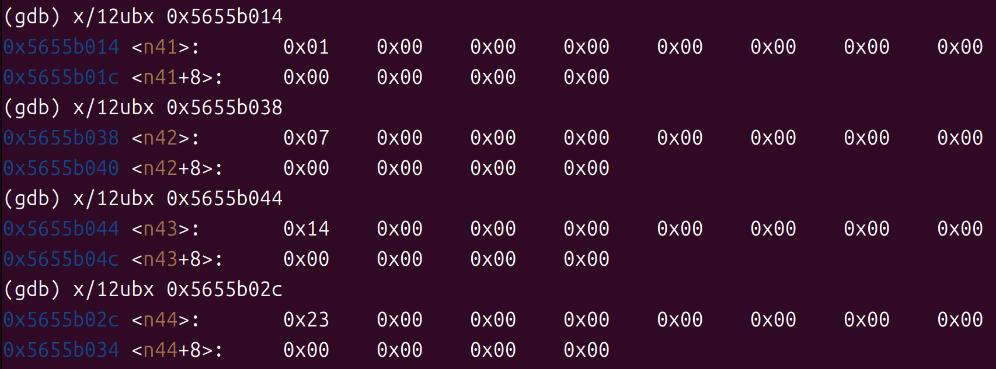 (gdb) x/12ubx 0x5655b014
0x5655b014 <n41>: 0x01 0x00 0x00 0x00 0x00 0x00 0x00 0x00
0x5655b01c <n41+8>: 0x00 0x00 0x00 0x00
(gdb) x/12ubx 0x5655b038
0x5655b038 <n42>: 0x07 0x00 0x00 0x00 0x00 0x00 0x00 0x00
0x5655b040 <n42+8>: 0x00 0x00 0x00 0x00
(gdb) x/12ubx 0x5655b044
0x5655b044 <n43>: 0x14 0x00 0x00 0x00 0x00 0x00 0x00 0x00
0x5655b04c <n43+8>: 0x00 0x00 0x00 0x00
(gdb) x/12ubx 0x5655b02c
0x5655b02c <n44>: 0x23 0x00 0x00 0x00 0x00 0x00 0x00 0x00
0x5655b034 <n44+8>: 0x00 0x00 0x00 0x00